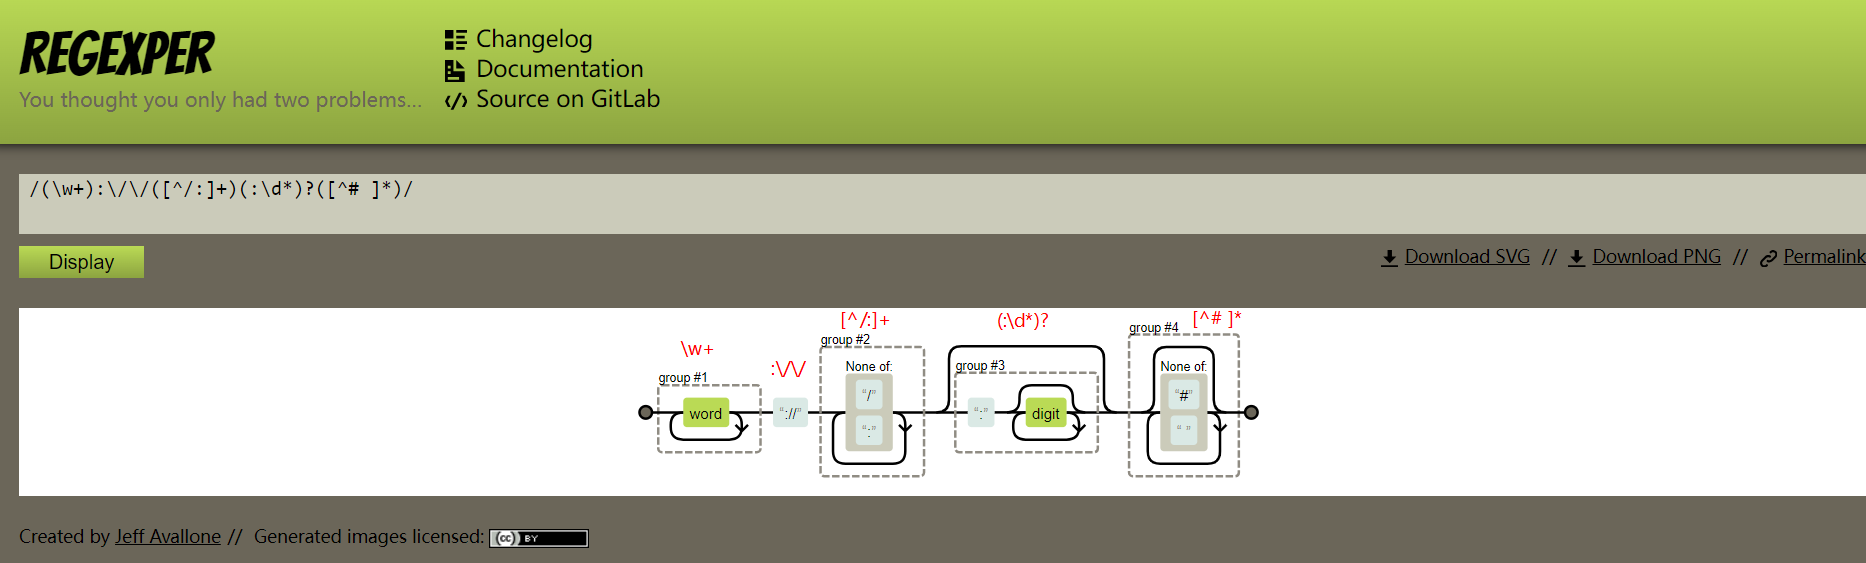 REGEXPER
You thought you only had two problems...
Changelog
Documentation
Source on GitLab
/(\w+):\/\/([^/:]+)(:\d*)?([^# ]*)/
Display
Download SVG // Download PNG // Permalink
\w+
:\/\/
[^/:]+
(:\d*)?
[^# ]*
group #1
word
"://"
group #2
None of:
"/"
":"
group #3
":"
digit
group #4
None of:
"#"
" "
Created by Jeff Avallone // Generated images licensed: (cc) BY